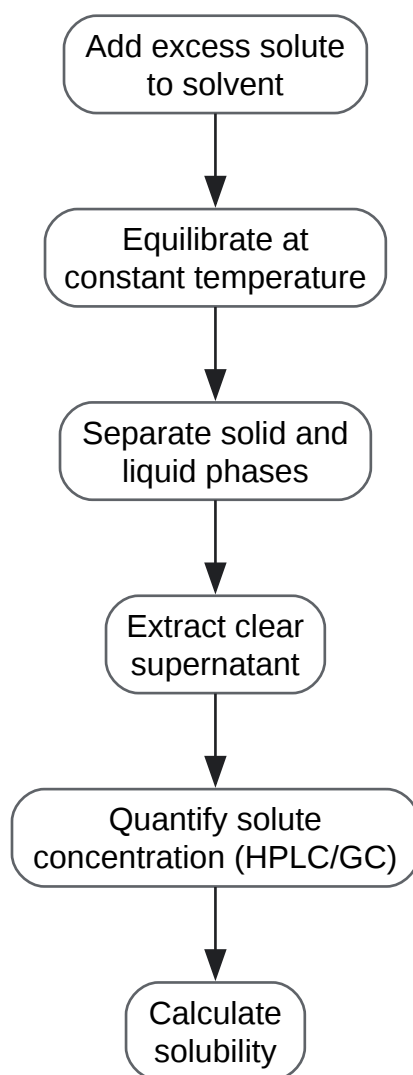 Add excess solute
to solvent
Equilibrate at
constant temperature
Separate solid and
liquid phases
Extract clear
supernatant
Quantify solute
concentration (HPLC/GC)
Calculate
solubility